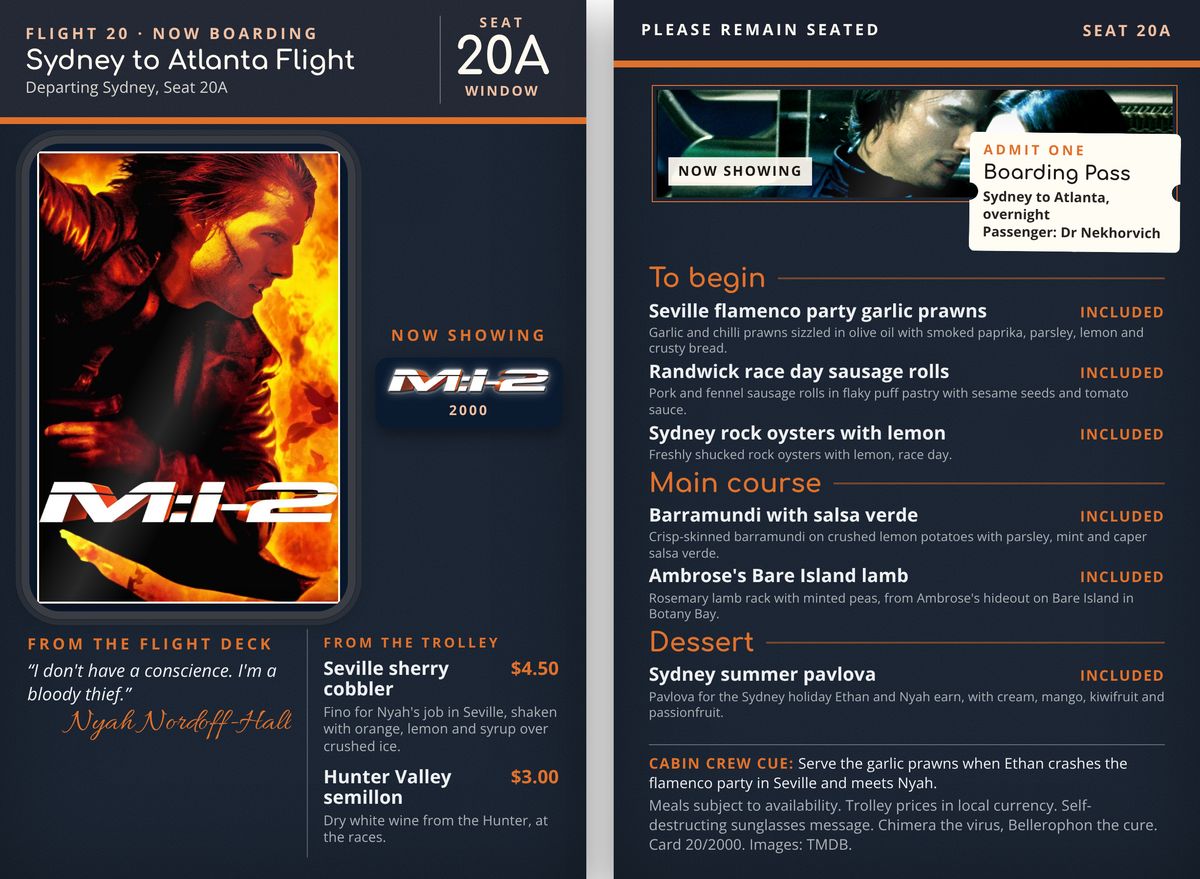 FLIGHT 20 · NOW BOARDING
Sydney to Atlanta Flight
Departing Sydney, Seat 20A
SEAT
20A
WINDOW
M:I-2
NOW SHOWING
M:I-2
2000
FROM THE FLIGHT DECK
“I don't have a conscience. I'm a
bloody thief.”
Nyah Nordoff-Hall
FROM THE TROLLEY
Seville sherry
cobbler
$4.50
Fino for Nyah's job in Seville, shaken
with orange, lemon and syrup over
crushed ice.
Hunter Valley
semillon
$3.00
Dry white wine from the Hunter, at
the races.
PLEASE REMAIN SEATED
SEAT 20A
NOW SHOWING
ADMIT ONE
Boarding Pass
Sydney to Atlanta,
overnight
Passenger: Dr Nekhorvich
To begin
Seville flamenco party garlic prawns INCLUDED
Garlic and chilli prawns sizzled in olive oil with smoked paprika, parsley, lemon and
crusty bread.
Randwick race day sausage rolls INCLUDED
Pork and fennel sausage rolls in flaky puff pastry with sesame seeds and tomato
sauce.
Sydney rock oysters with lemon INCLUDED
Freshly shucked rock oysters with lemon, race day.
Main course
Barramundi with salsa verde INCLUDED
Crisp-skinned barramundi on crushed lemon potatoes with parsley, mint and caper
salsa verde.
Ambrose's Bare Island lamb INCLUDED
Rosemary lamb rack with minted peas, from Ambrose's hideout on Bare Island in
Botany Bay.
Dessert
Sydney summer pavlova INCLUDED
Pavlova for the Sydney holiday Ethan and Nyah earn, with cream, mango, kiwifruit and
passionfruit.
CABIN CREW CUE: Serve the garlic prawns when Ethan crashes the
flamenco party in Seville and meets Nyah.
Meals subject to availability. Trolley prices in local currency. Self-
destructing sunglasses message. Chimera the virus, Bellerophon the cure.
Card 20/2000. Images: TMDB.